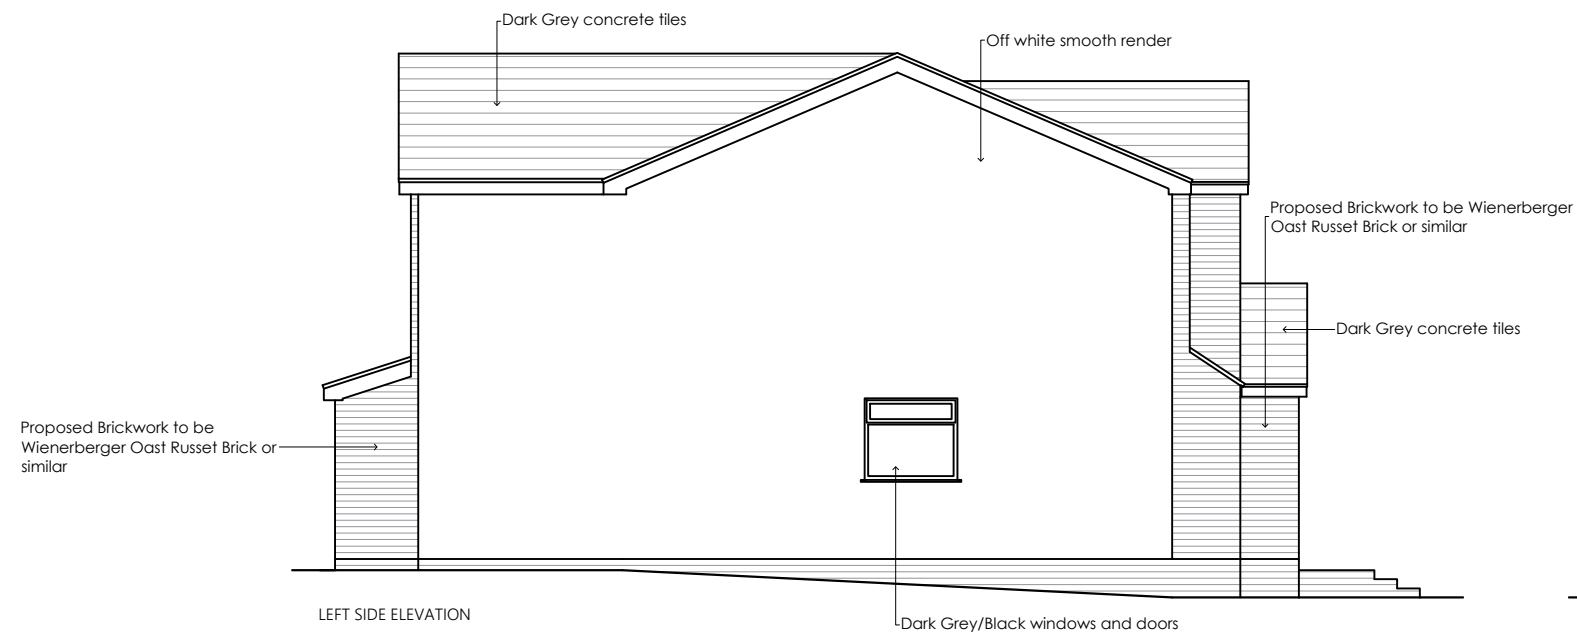 Dark Grey concrete tiles
Off white smooth render
Proposed Brickwork to be Wienerberger
Oast Russet Brick or similar
Dark Grey concrete tiles
Proposed Brickwork to be
Wienerberger Oast Russet Brick or
similar
LEFT SIDE ELEVATION
Dark Grey/Black windows and doors